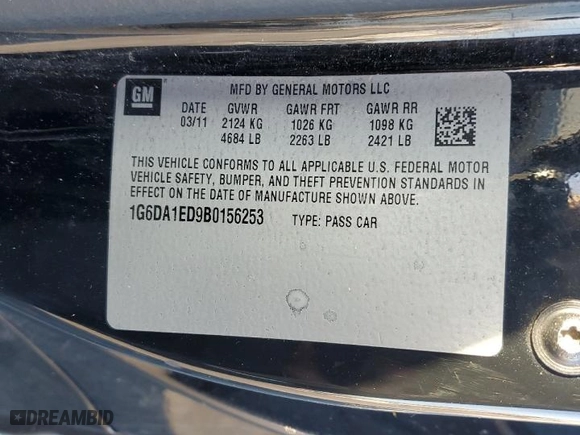 GM
MFD BY GENERAL MOTORS LLC
DATE GVWR GAWR FRT GAWR RR
03/11 2124 KG 1026 KG 1098 KG
4684 LB 2263 LB 2421 LB
THIS VEHICLE CONFORMS TO ALL APPLICABLE U.S. FEDERAL MOTOR
VEHICLE SAFETY, BUMPER, AND THEFT PREVENTION STANDARDS IN
EFFECT ON THE DATE OF MANUFACTURE SHOWN ABOVE.
1G6DA1ED9B0156253 TYPE: PASS CAR
DREAMBID